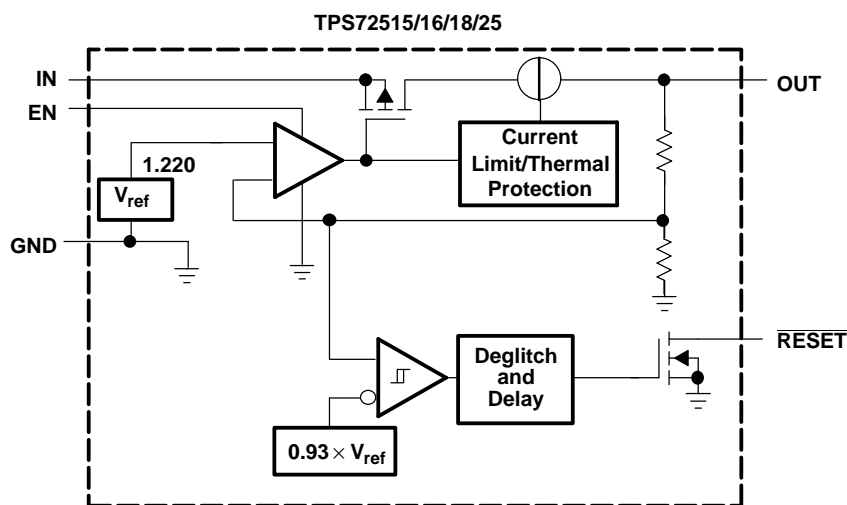 TPS72515/16/18/25
IN
OUT
EN
Current
Limit/Thermal
Protection
1.220
Vref
GND
RESET
Deglitch
and
Delay
0.93 × Vref